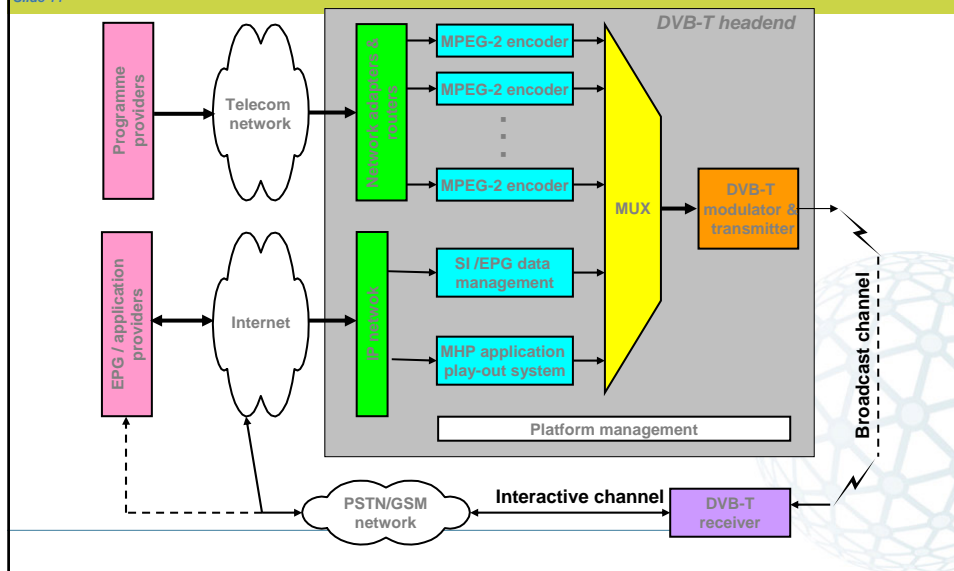 DVB-T headend
Programme
providers
Telecom
network
Network adapters &
routers
MPEG-2 encoder
MPEG-2 encoder
MPEG-2 encoder
MUX
DVB-T
modulator &
transmitter
EPG / application
providers
Internet
IP netwok
SI /EPG data
management
MHP application
play-out system
Platform management
Broadcast channel
PSTN/GSM
network
Interactive channel
DVB-T
receiver